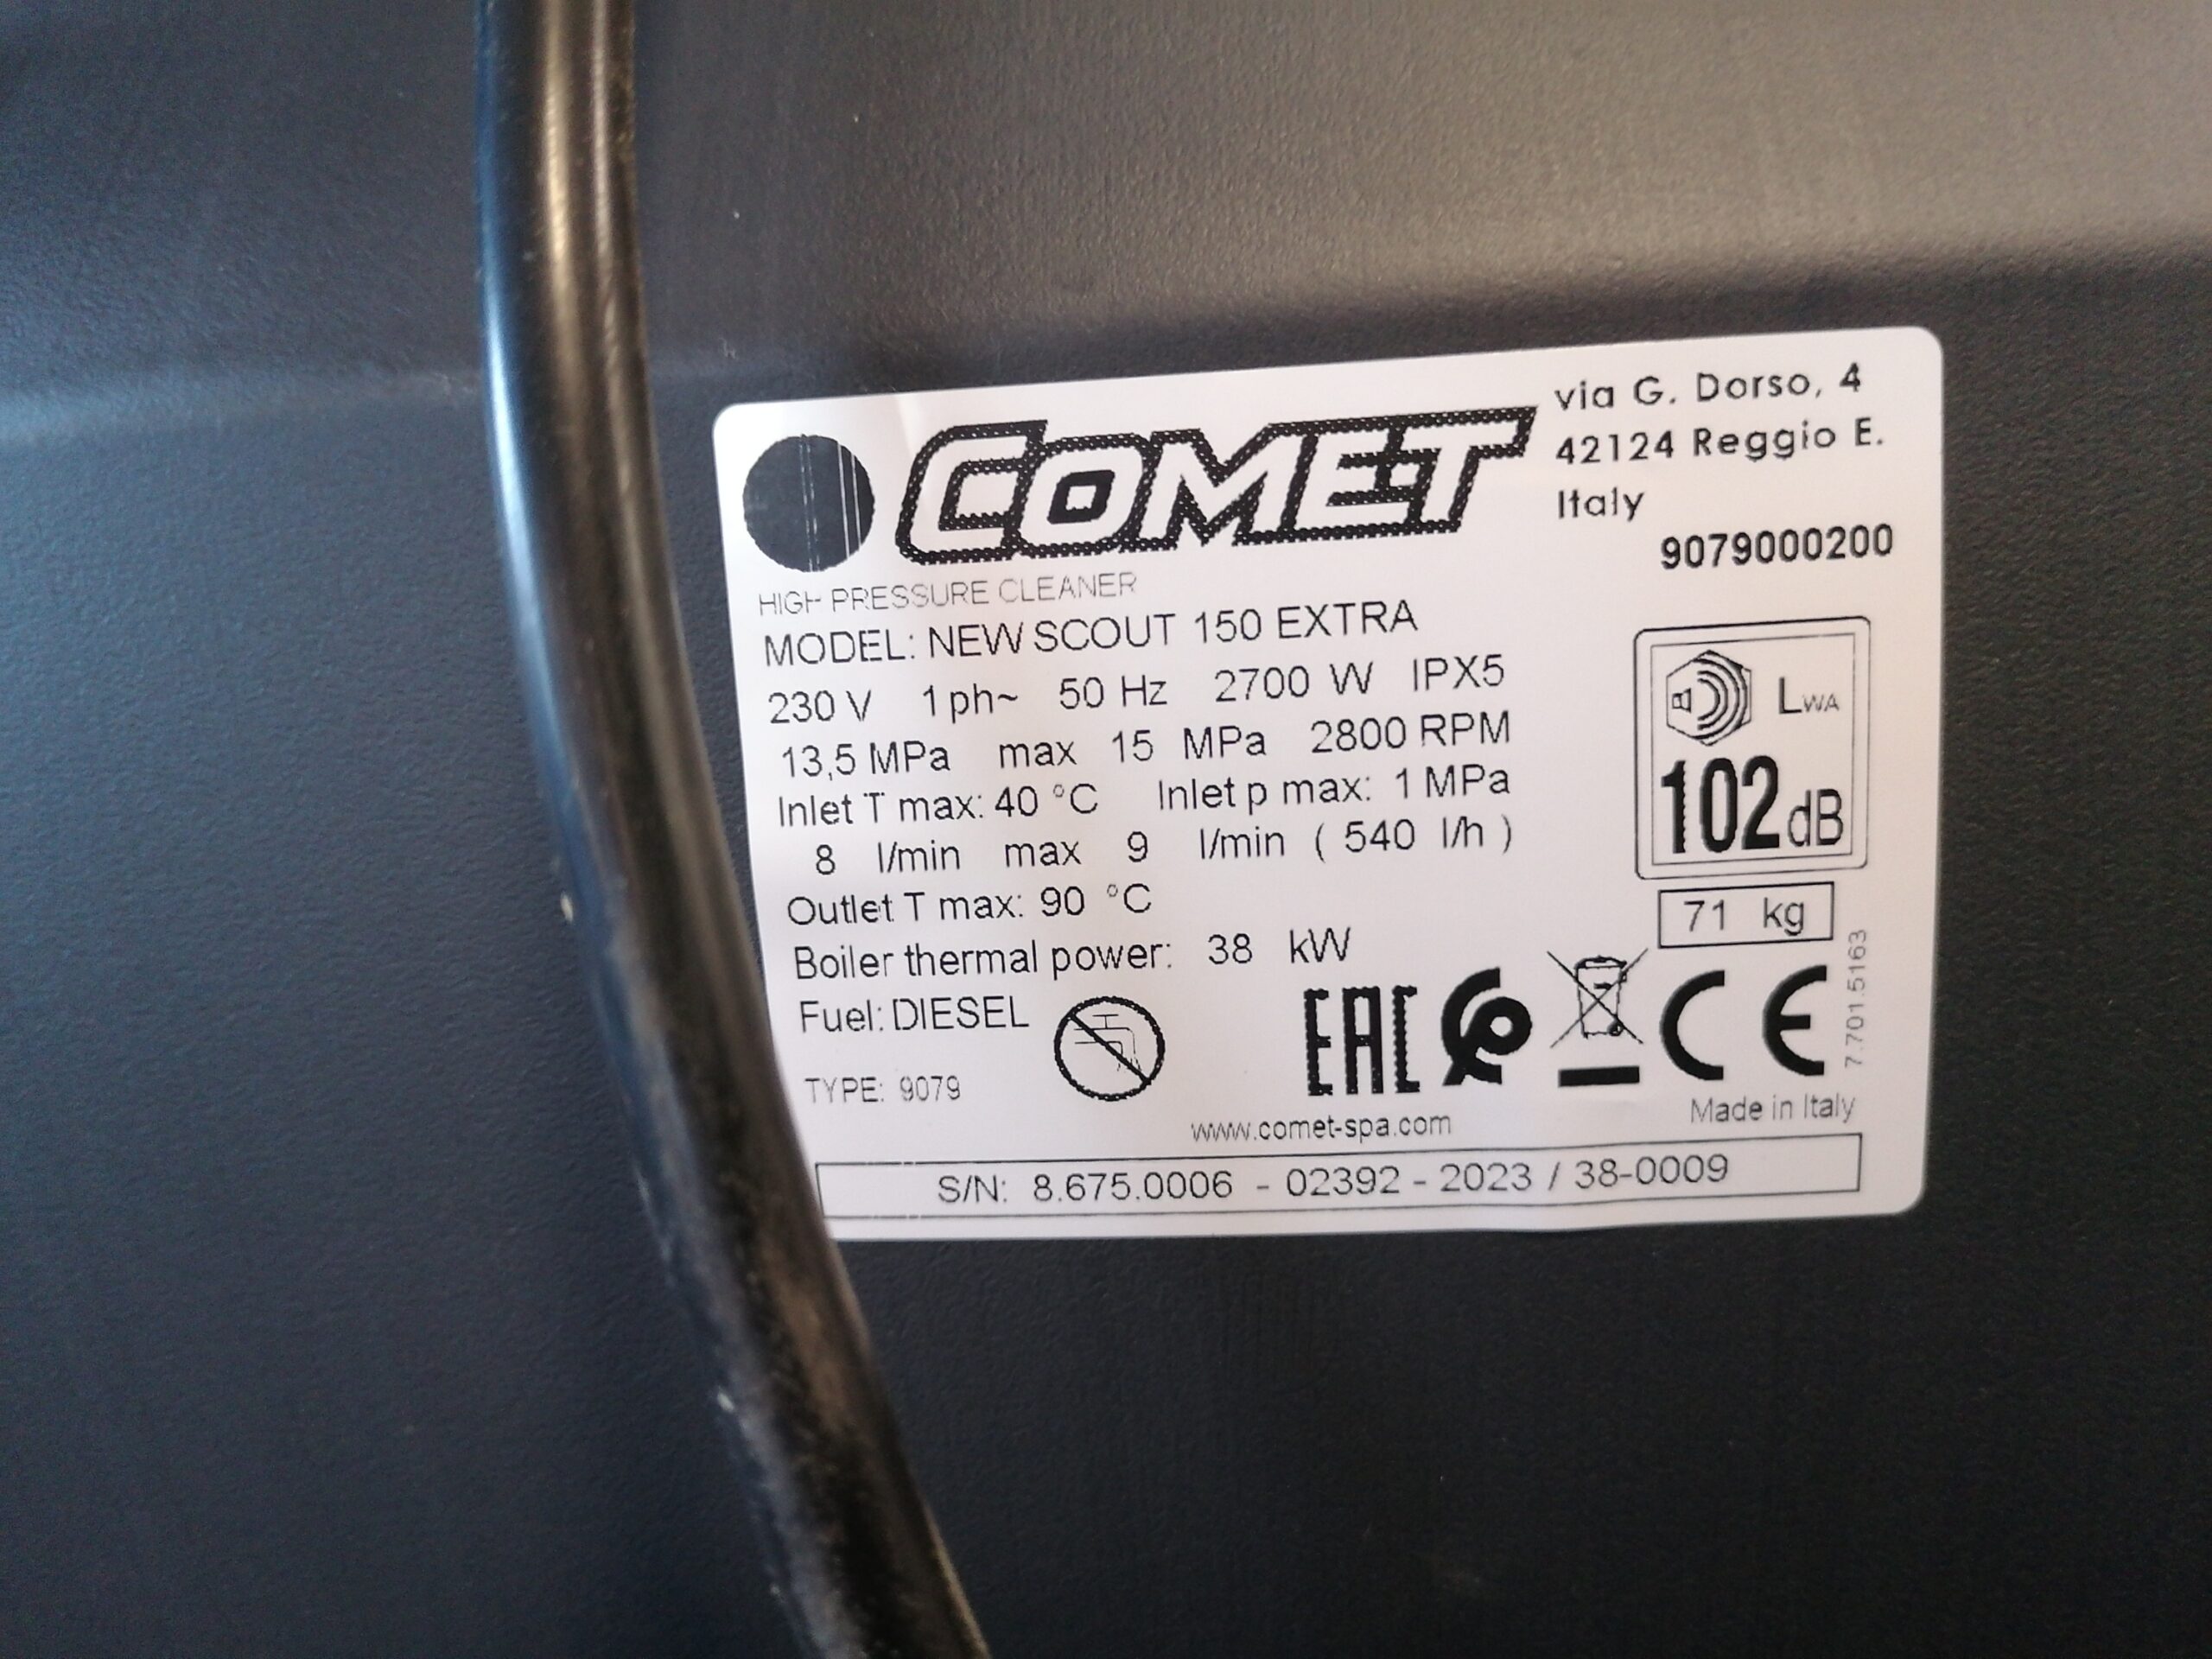 COMET
via G. Dorso, 4
42124 Reggio E.
Italy
9079000200
HIGH PRESSURE CLEANER
MODEL: NEW SCOUT 150 EXTRA
230 V 1 ph~ 50 Hz 2700 W IPX5
13,5 MPa max 15 MPa 2800 RPM
Inlet T max: 40 °C Inlet p max: 1 MPa
8 l/min max 9 l/min ( 540 l/h )
Outlet T max: 90 °C
Boiler thermal power: 38 kW
Fuel: DIESEL
TYPE: 9079
LWA
102 dB
71 kg
EAC
CE
7.701.5163
Made in Italy
www.comet-spa.com
S/N: 8.675.0006 - 02392 - 2023 / 38-0009